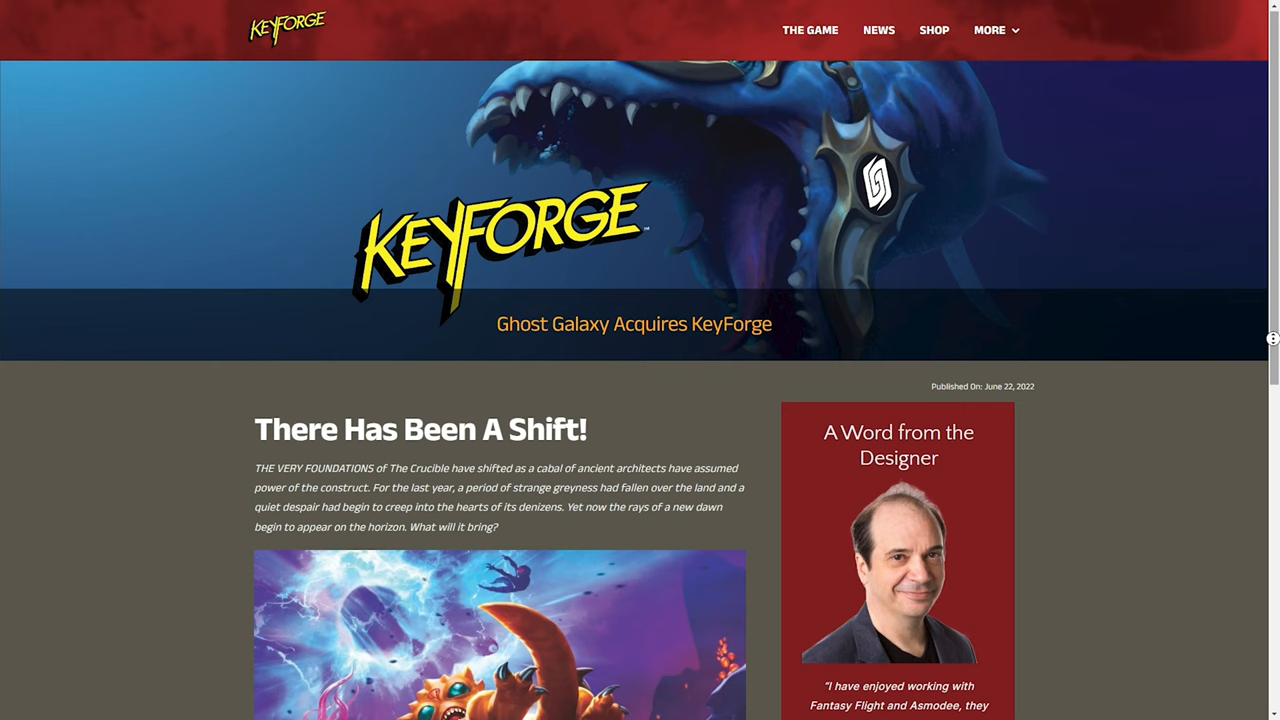 KEYFORGE
THE GAME
NEWS
SHOP
MORE
KEYFORGE
Ghost Galaxy Acquires KeyForge
Published On: June 22, 2022
There Has Been A Shift!
THE VERY FOUNDATIONS of The Crucible have shifted as a cabal of ancient architects have assumed
power of the construct. For the last year, a period of strange greyness had fallen over the land and a
quiet despair had begin to creep into the hearts of its denizens. Yet now the rays of a new dawn
begin to appear on the horizon. What will it bring?
A Word from the
Designer
“I have enjoyed working with
Fantasy Flight and Asmodee, they